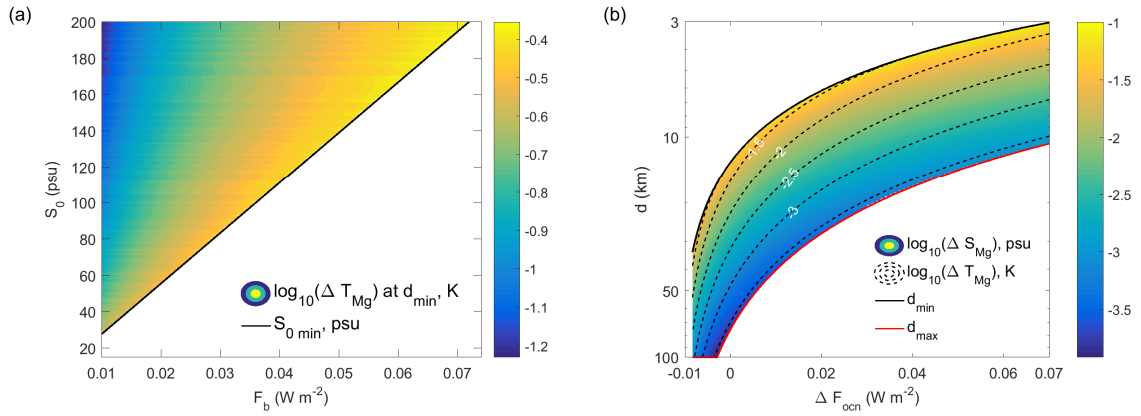 (a)
200
180
160
140
120
100
80
60
40
20
S0 (psu)
0.01 0.02 0.03 0.04 0.05 0.06 0.07
Fb (W m-2)
log10(Δ TMg) at dmin, K
S0 min, psu
-0.4
-0.5
-0.6
-0.7
-0.8
-0.9
-1
-1.1
-1.2
(b)
3
10
50
100
d (km)
-0.01 0 0.02 0.04 0.06 0.07
Δ Focn (W m-2)
-1.5
-2
-2.5
-3
log10(Δ SMg), psu
log10(Δ TMg), K
dmin
dmax
-1
-1.5
-2
-2.5
-3
-3.5